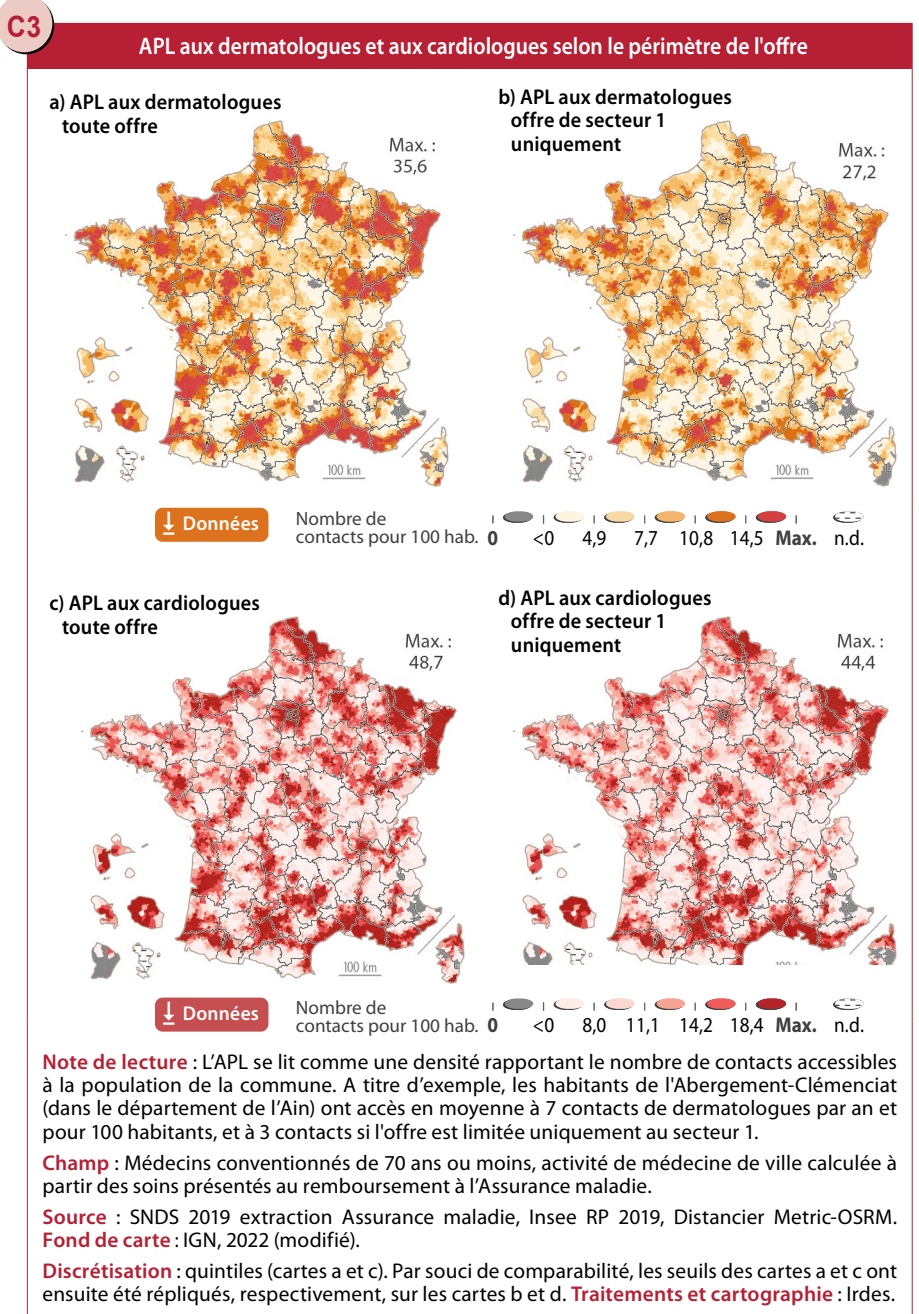 C3
APL aux dermatologues et aux cardiologues selon le périmètre de l'offre
a) APL aux dermatologues
toute offre
Max. :
35,6
b) APL aux dermatologues
offre de secteur 1
uniquement
Max. :
27,2
100 km
100 km
Données
Nombre de
contacts pour 100 hab. 0 <0 4,9 7,7 10,8 14,5 Max. n.d.
c) APL aux cardiologues
toute offre
Max. :
48,7
d) APL aux cardiologues
offre de secteur 1
uniquement
Max. :
44,4
100 km
Données
Nombre de
contacts pour 100 hab. 0 <0 8,0 11,1 14,2 18,4 Max. n.d.
Note de lecture : L'APL se lit comme une densité rapportant le nombre de contacts accessibles
à la population de la commune. A titre d'exemple, les habitants de l'Abergement-Clémenciat
(dans le département de l'Ain) ont accès en moyenne à 7 contacts de dermatologues par an et
pour 100 habitants, et à 3 contacts si l'offre est limitée uniquement au secteur 1.
Champ : Médecins conventionnés de 70 ans ou moins, activité de médecine de ville calculée à
partir des soins présentés au remboursement à l'Assurance maladie.
Source : SNDS 2019 extraction Assurance maladie, Insee RP 2019, Distancier Metric-OSRM.
Fond de carte : IGN, 2022 (modifié).
Discrétisation : quintiles (cartes a et c). Par souci de comparabilité, les seuils des cartes a et c ont
ensuite été répliqués, respectivement, sur les cartes b et d. Traitements et cartographie : Irdes.